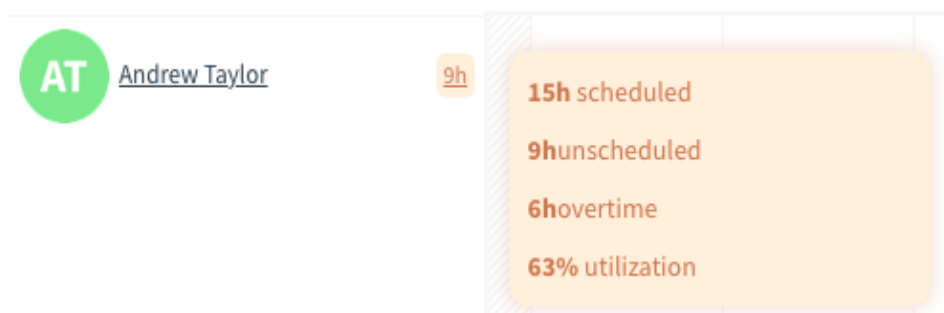 AT
Andrew Taylor
9h
15h scheduled
9hunscheduled
6hovertime
63% utilization